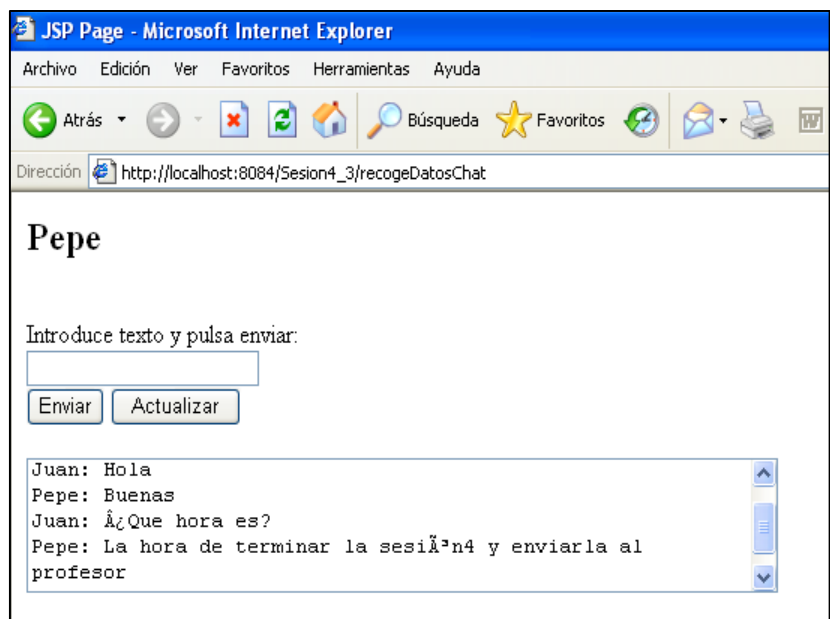 JSP Page - Microsoft Internet Explorer
Archivo Edición Ver Favoritos Herramientas Ayuda
Atrás Búsqueda Favoritos W
Dirección http://localhost:8084/Sesion4_3/recogeDatosChat
Pepe
Introduce texto y pulsa enviar:
Enviar Actualizar
Juan: Hola
Pepe: Buenas
Juan: Â¿Que hora es?
Pepe: La hora de terminar la sesiÃªn4 y enviarla al
profesor